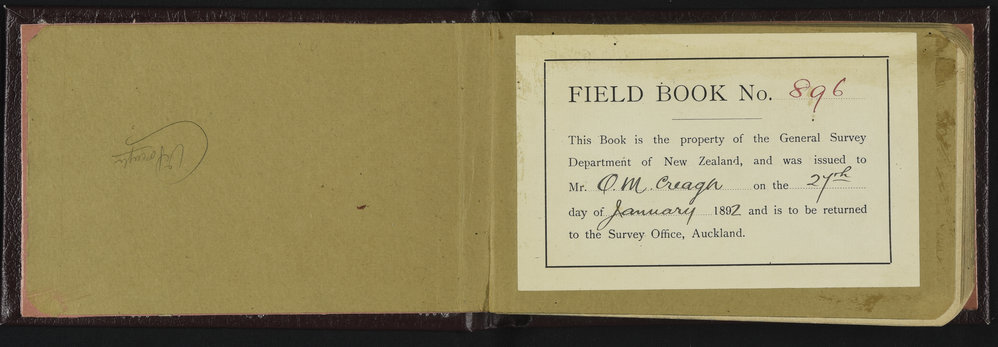 FIELD BOOK No. 896
This Book is the property of the General Survey
Department of New Zealand, and was issued to
Mr. O. M. Creagh on the 27th
day of January 1892 and is to be returned
to the Survey Office, Auckland.